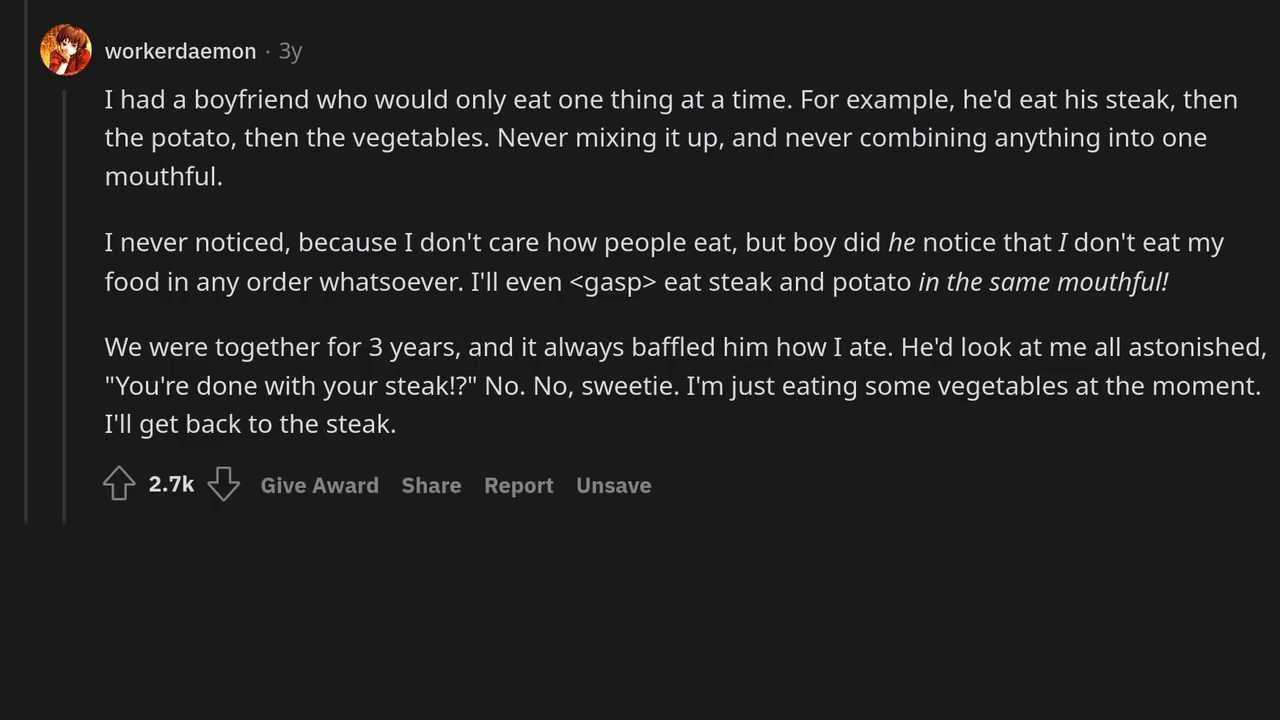 workerdaemon · 3y
I had a boyfriend who would only eat one thing at a time. For example, he'd eat his steak, then
the potato, then the vegetables. Never mixing it up, and never combining anything into one
mouthful.
I never noticed, because I don't care how people eat, but boy did he notice that I don't eat my
food in any order whatsoever. I'll even <gasp> eat steak and potato in the same mouthful!
We were together for 3 years, and it always baffled him how I ate. He'd look at me all astonished,
"You're done with your steak!?" No. No, sweetie. I'm just eating some vegetables at the moment.
I'll get back to the steak.
2.7k Give Award Share Report Unsave